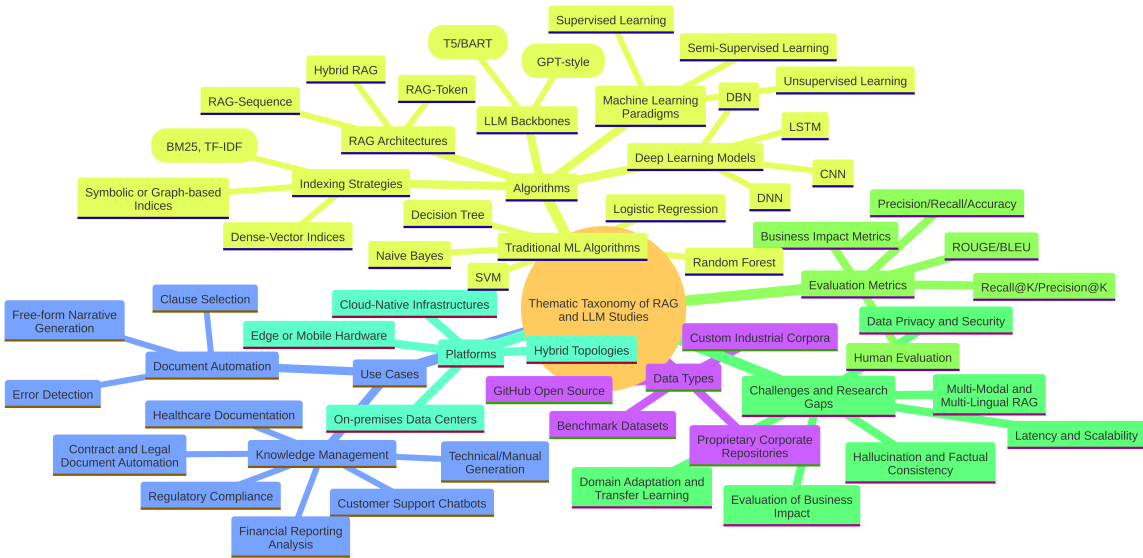 Supervised Learning
T5/BART
Semi-Supervised Learning
GPT-style
Hybrid RAG
Unsupervised Learning
RAG-Token
DBN
RAG-Sequence
Machine Learning
Paradigms
LLM Backbones
LSTM
RAG Architectures
BM25, TF-IDF
Deep Learning Models
CNN
Indexing Strategies
Algorithms
Symbolic or Graph-based
Indices
DNN
Precision/Recall/Accuracy
Decision Tree
Logistic Regression
Dense-Vector Indices
Business Impact Metrics
Traditional ML Algorithms
ROUGE/BLEU
Naive Bayes
Random Forest
SVM
Evaluation Metrics
Recall@K/Precision@K
Clause Selection
Cloud-Native Infrastructures
Thematic Taxonomy of RAG
and LLM Studies
Free-form Narrative
Generation
Data Privacy and Security
Edge or Mobile Hardware
Custom Industrial Corpora
Platforms
Hybrid Topologies
Human Evaluation
Document Automation
Use Cases
Data Types
Error Detection
GitHub Open Source
Challenges and Research
Gaps
Multi-Modal and
Multi-Lingual RAG
Healthcare Documentation
On-premises Data Centers
Benchmark Datasets
Latency and Scalability
Contract and Legal
Document Automation
Knowledge Management
Technical/Manual
Generation
Proprietary Corporate
Repositories
Hallucination and Factual
Consistency
Domain Adaptation and
Transfer Learning
Regulatory Compliance
Customer Support Chatbots
Evaluation of Business
Impact
Financial Reporting
Analysis